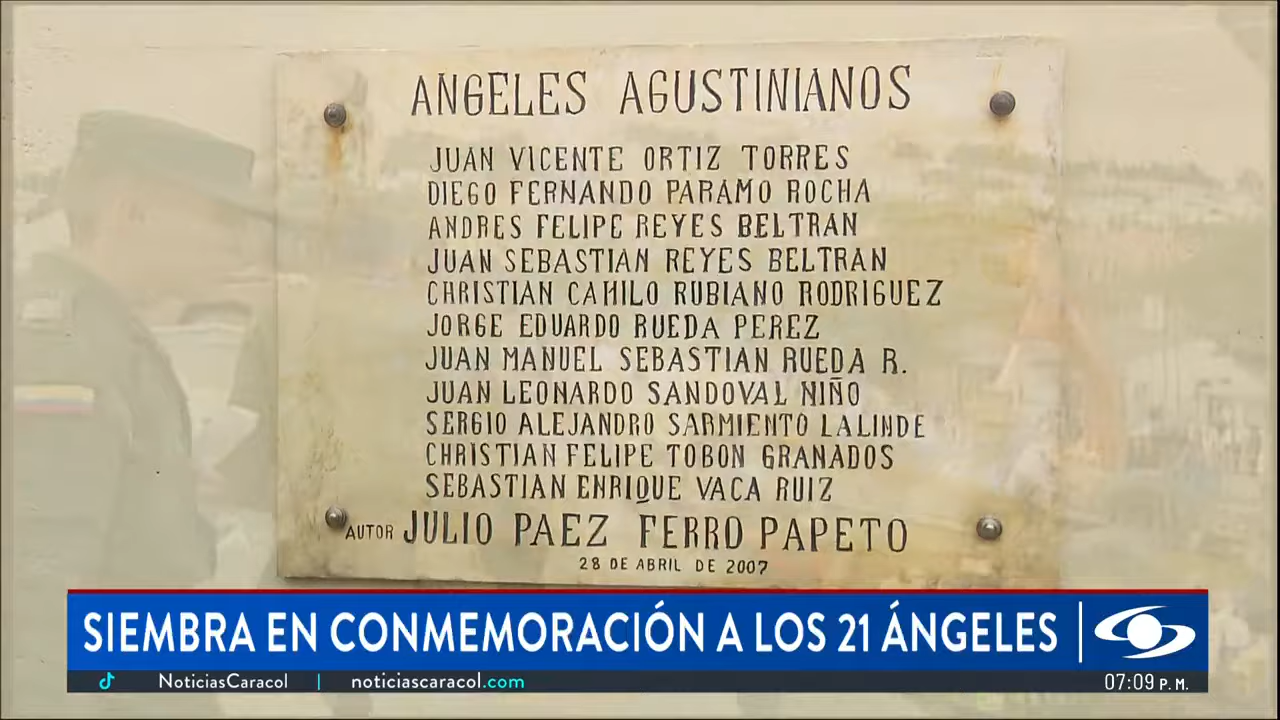 ANGELES AGUSTINIANOS
JUAN VICENTE ORTIZ TORRES
DIEGO FERNANDO PARAMO ROCHA
ANDRES FELIPE REYES BELTRAN
JUAN SEBASTIAN REYES BELTRAN
CHRISTIAN CAMILO RUBIANO RODRIGUEZ
JORGE EDUARDO RUEDA PEREZ
JUAN MANUEL SEBASTIAN RUEDA R.
JUAN LEONARDO SANDOVAL NIÑO
SERGIO ALEJANDRO SARMIENTO LALINDE
CHRISTIAN FELIPE TOBON GRANADOS
SEBASTIAN ENRIQUE VACA RUIZ
AUTOR JULIO PAEZ FERRO PAPETO
28 DE ABRIL DE 2007
SIEMBRA EN CONMEMORACIÓN A LOS 21 ÁNGELES
NoticiasCaracol | noticiascaracol.com 07:09 P. M.